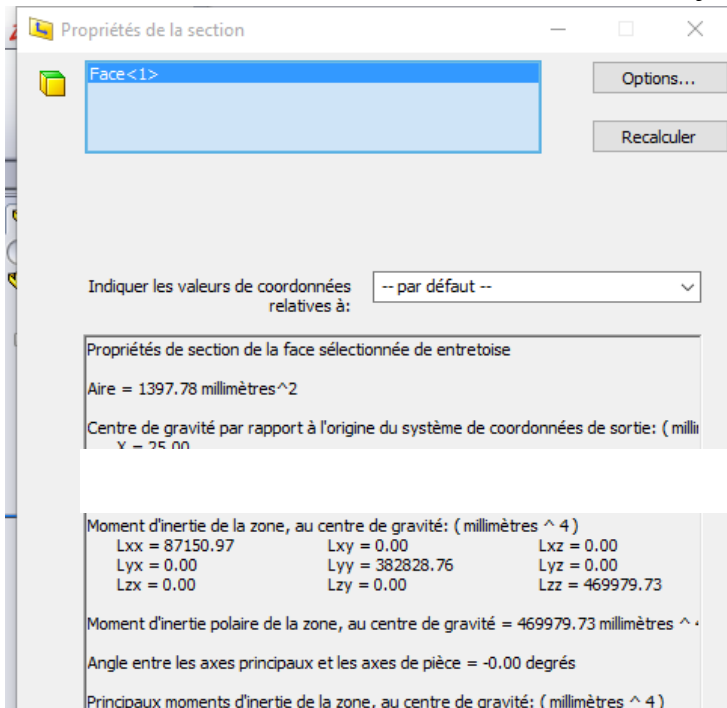 Propriétés de la section
Face<1>
Options...
Recalculer
Indiquer les valeurs de coordonnées
relatives à:
-- par défaut --
Propriétés de section de la face sélectionnée de entretoise
Aire = 1397.78 millimètres^2
Centre de gravité par rapport à l'origine du système de coordonnées de sortie: ( milli
X = 25.00
Moment d'inertie de la zone, au centre de gravité: ( millimètres ^ 4 )
Lxx = 87150.97 Lxy = 0.00 Lxz = 0.00
Lyx = 0.00 Lyy = 382828.76 Lyz = 0.00
Lzx = 0.00 Lzy = 0.00 Lzz = 469979.73
Moment d'inertie polaire de la zone, au centre de gravité = 469979.73 millimètres ^
Angle entre les axes principaux et les axes de pièce = -0.00 degrés
Principaux moments d'inertie de la zone, au centre de gravité: ( millimètres ^ 4 )